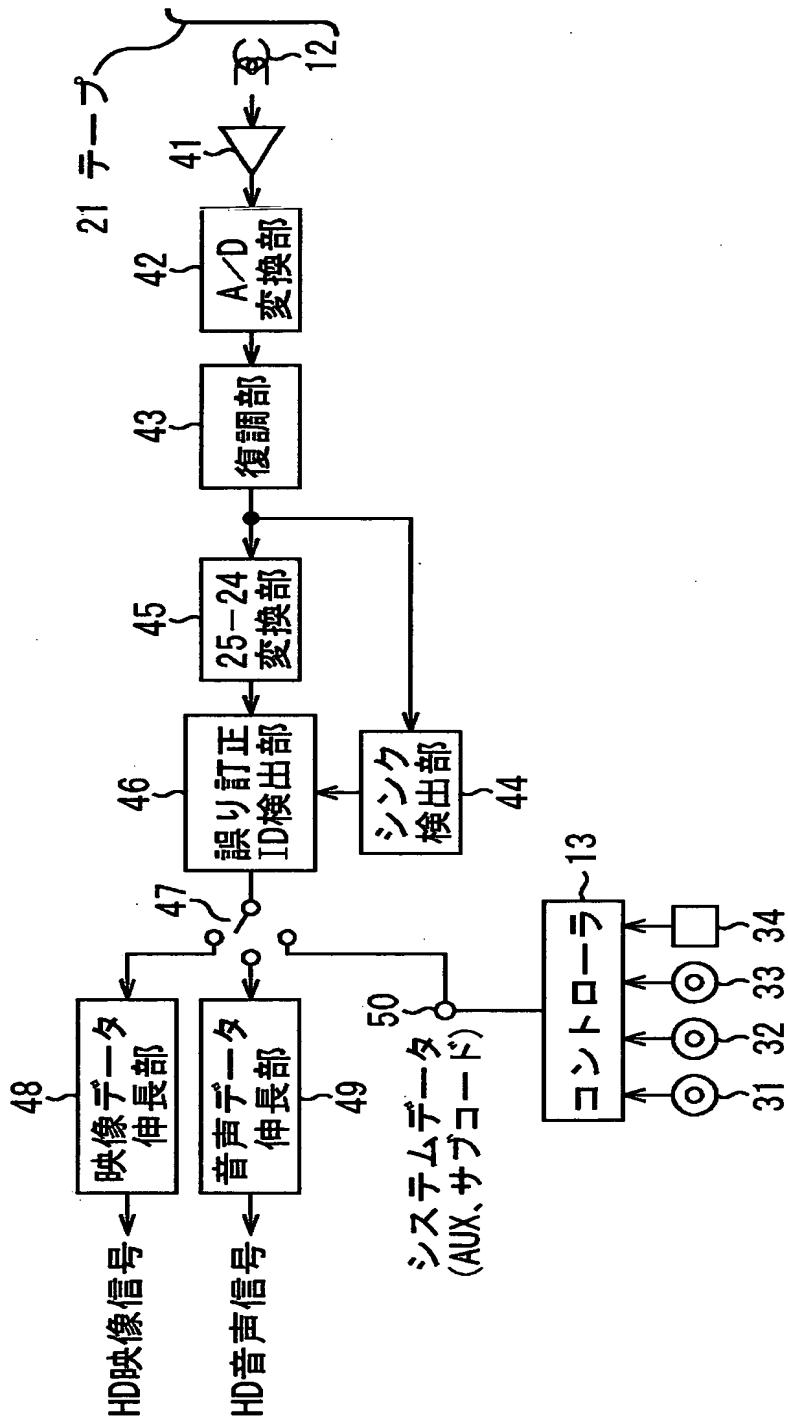 21 テープ
12
41
42
A/D
変換部
43
復調部
45
25−24
変換部
46
誤り訂正
ID検出部
44
シンク
検出部
47
48
映像データ
伸長部
49
音声データ
伸長部
HD映像信号
HD音声信号
50
システムデータ
(AUX、サブコード)
13
コントローラ
31
32
33
34